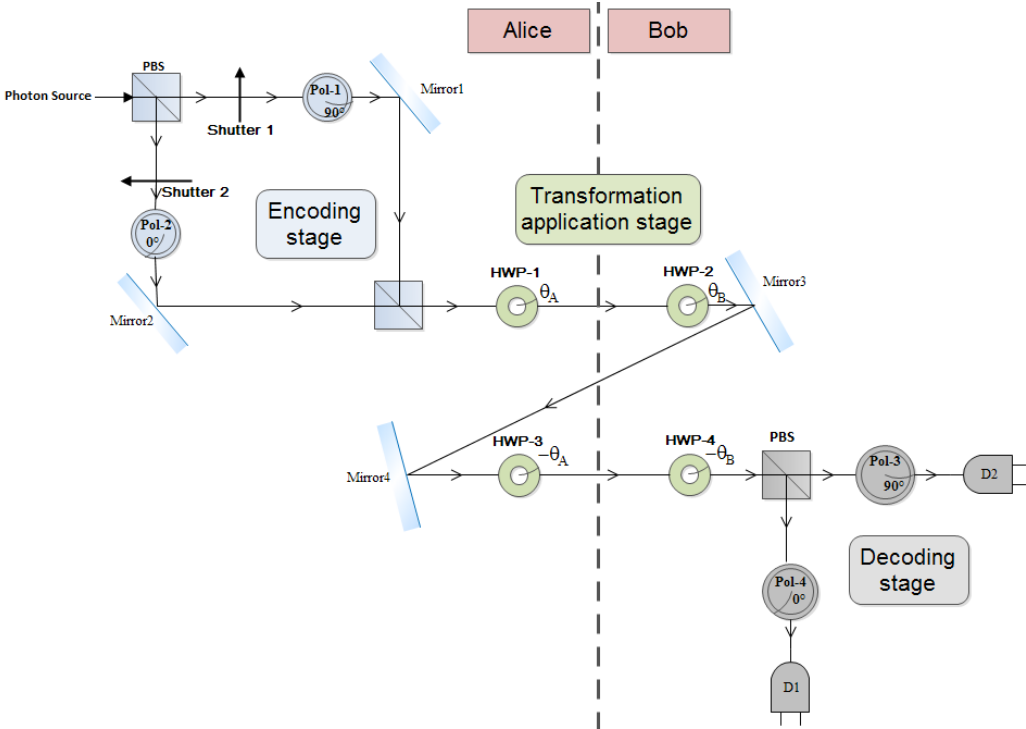 Alice
Bob
PBS
Photon Source
Pol-1
90°
Mirror1
Shutter 1
Shutter 2
Pol-2
0°
Encoding
stage
Transformation
application stage
Mirror2
HWP-1
θA
HWP-2
θB
Mirror3
Mirror4
HWP-3
−θA
HWP-4
−θB
PBS
Pol-3
90°
D2
Pol-4
0°
Decoding
stage
D1